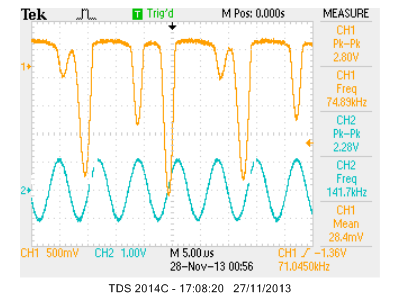 Tek Trig'd M Pos: 0.000s MEASURE
CH1
Pk-Pk
2.80V
CH1
Freq
74.89kHz
CH2
Pk-Pk
2.28V
CH2
Freq
141.7kHz
CH1
Mean
28.4mV
1
2
CH1 500mV CH2 1.00V M 5.00us CH1 -1.36V
28-Nov-13 00:56 71.0450kHz
TDS 2014C - 17:08:20 27/11/2013